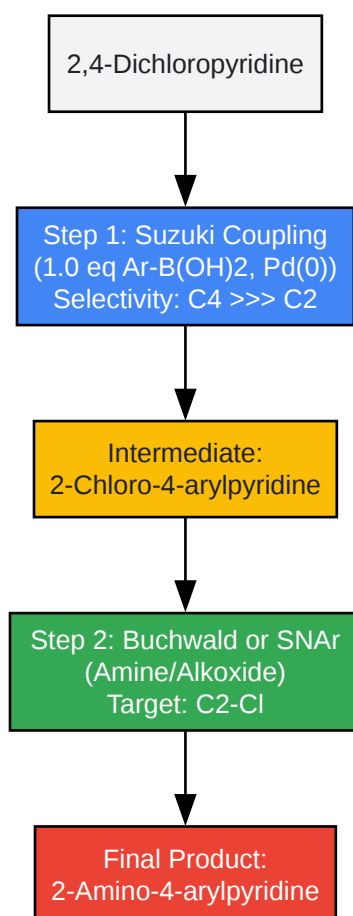 2,4-Dichloropyridine
Step 1: Suzuki Coupling
(1.0 eq Ar-B(OH)2, Pd(0))
Selectivity: C4 >>> C2
Intermediate:
2-Chloro-4-arylpyridine
Step 2: Buchwald or SNAr
(Amine/Alkoxide)
Target: C2-Cl
Final Product:
2-Amino-4-arylpyridine